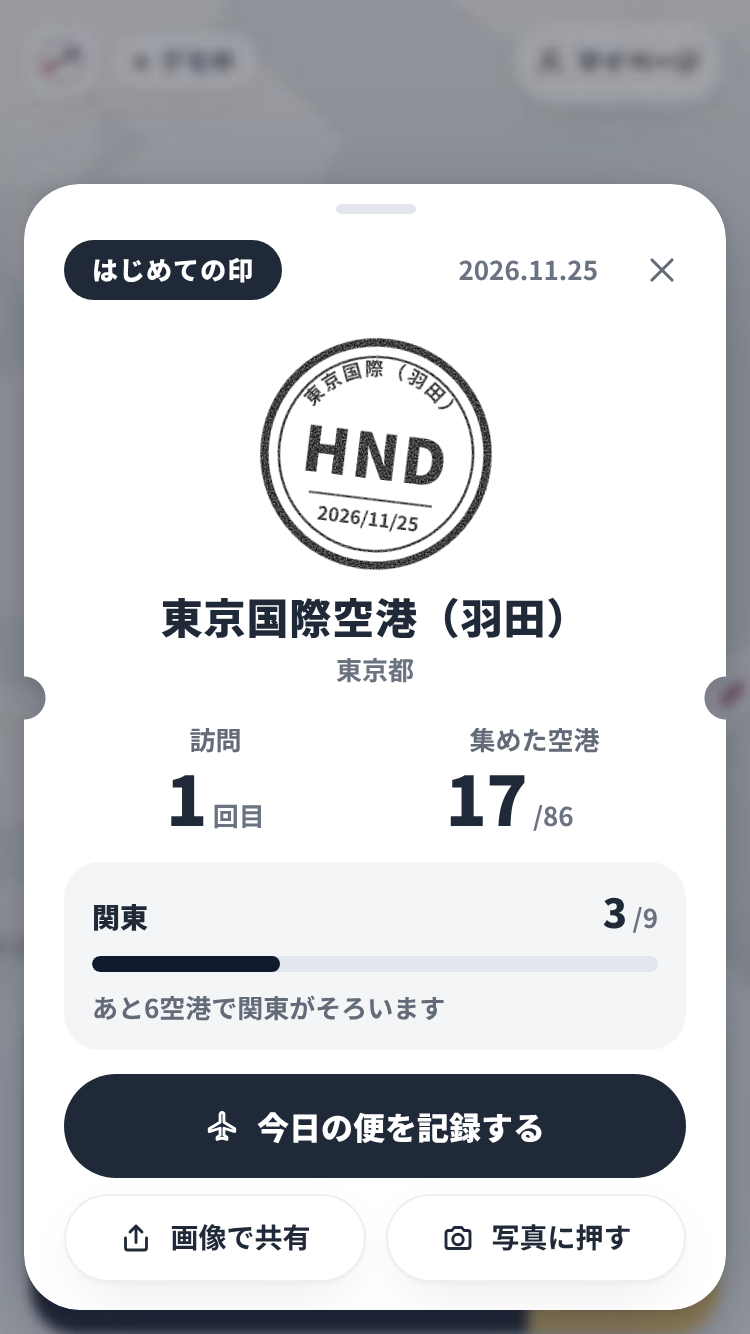 はじめての印
2026.11.25
東京国際（羽田）
HND
2026/11/25
東京国際空港（羽田）
東京都
訪問
集めた空港
1回目
17/86
関東
3/9
あと6空港で関東がそろいます
今日の便を記録する
画像で共有
写真に押す